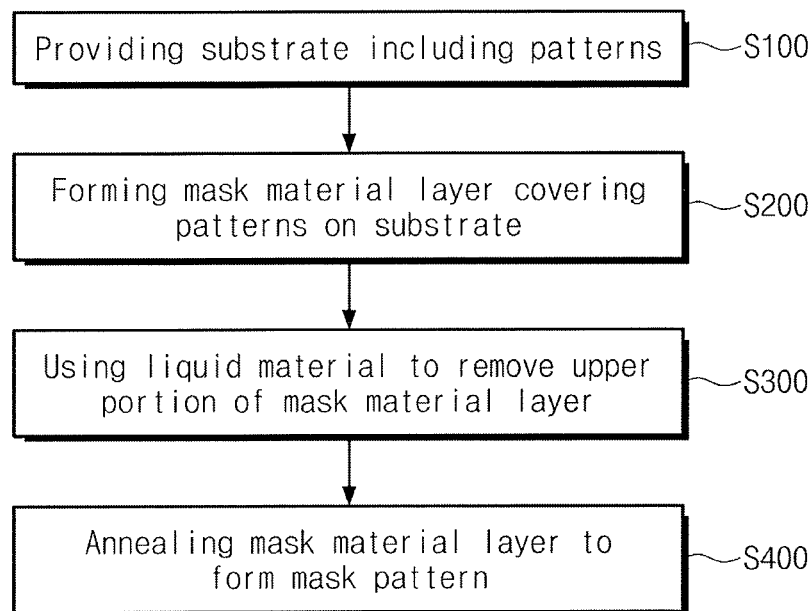 Providing substrate including patterns S100
Forming mask material layer covering
patterns on substrate S200
Using liquid material to remove upper
portion of mask material layer S300
Annealing mask material layer to
form mask pattern S400